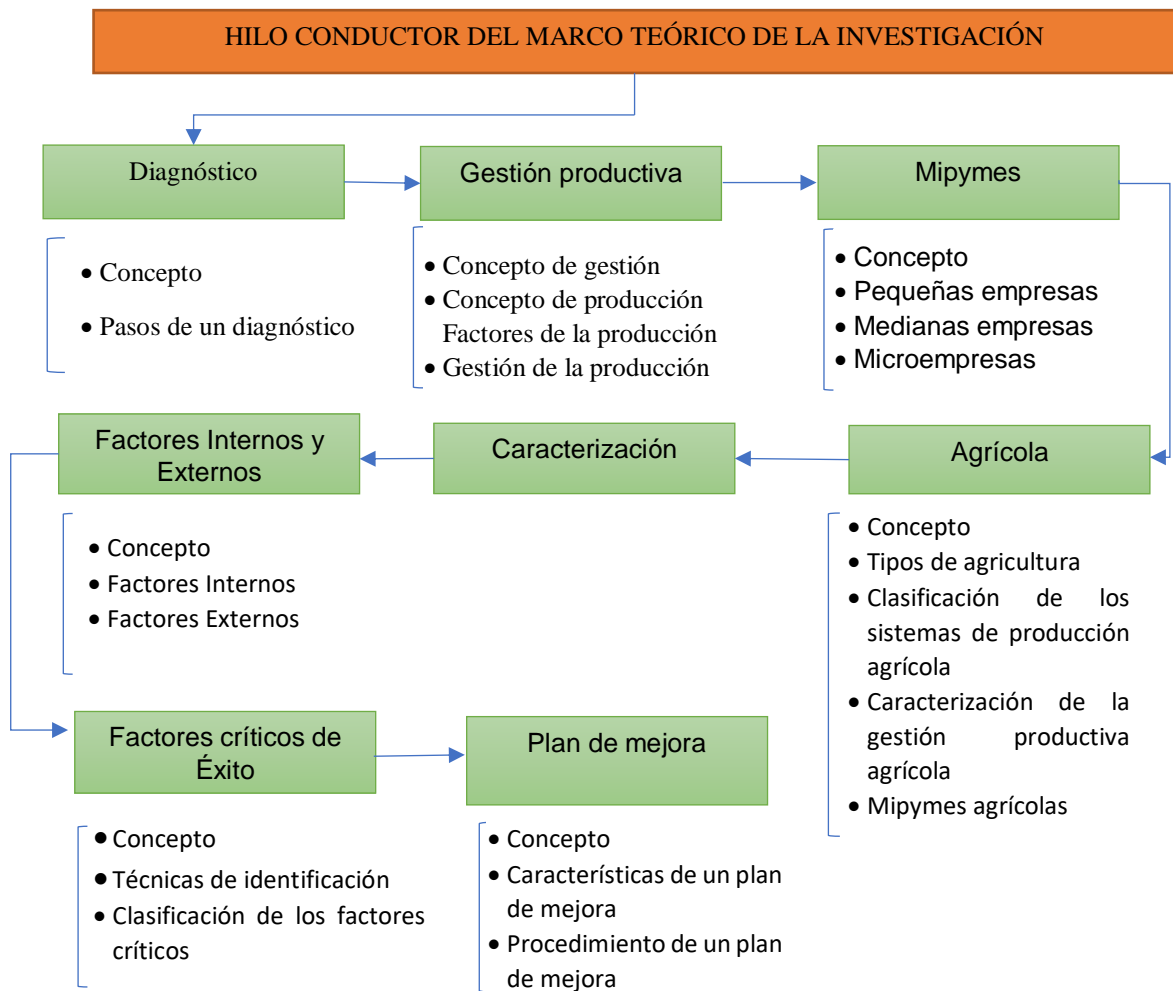 HILO CONDUCTOR DEL MARCO TEÓRICO DE LA INVESTIGACIÓN
Diagnóstico
• Concepto
• Pasos de un diagnóstico
Gestión productiva
• Concepto de gestión
• Concepto de producción
Factores de la producción
• Gestión de la producción
Mipymes
• Concepto
• Pequeñas empresas
• Medianas empresas
• Microempresas
Agrícola
• Concepto
• Tipos de agricultura
• Clasificación de los
sistemas de producción
agrícola
• Caracterización de la
gestión productiva
agrícola
• Mipymes agrícolas
Caracterización
Factores Internos y
Externos
• Concepto
• Factores Internos
• Factores Externos
Factores críticos de
Éxito
• Concepto
• Técnicas de identificación
• Clasificación de los factores
críticos
Plan de mejora
• Concepto
• Características de un plan
de mejora
• Procedimiento de un plan
de mejora